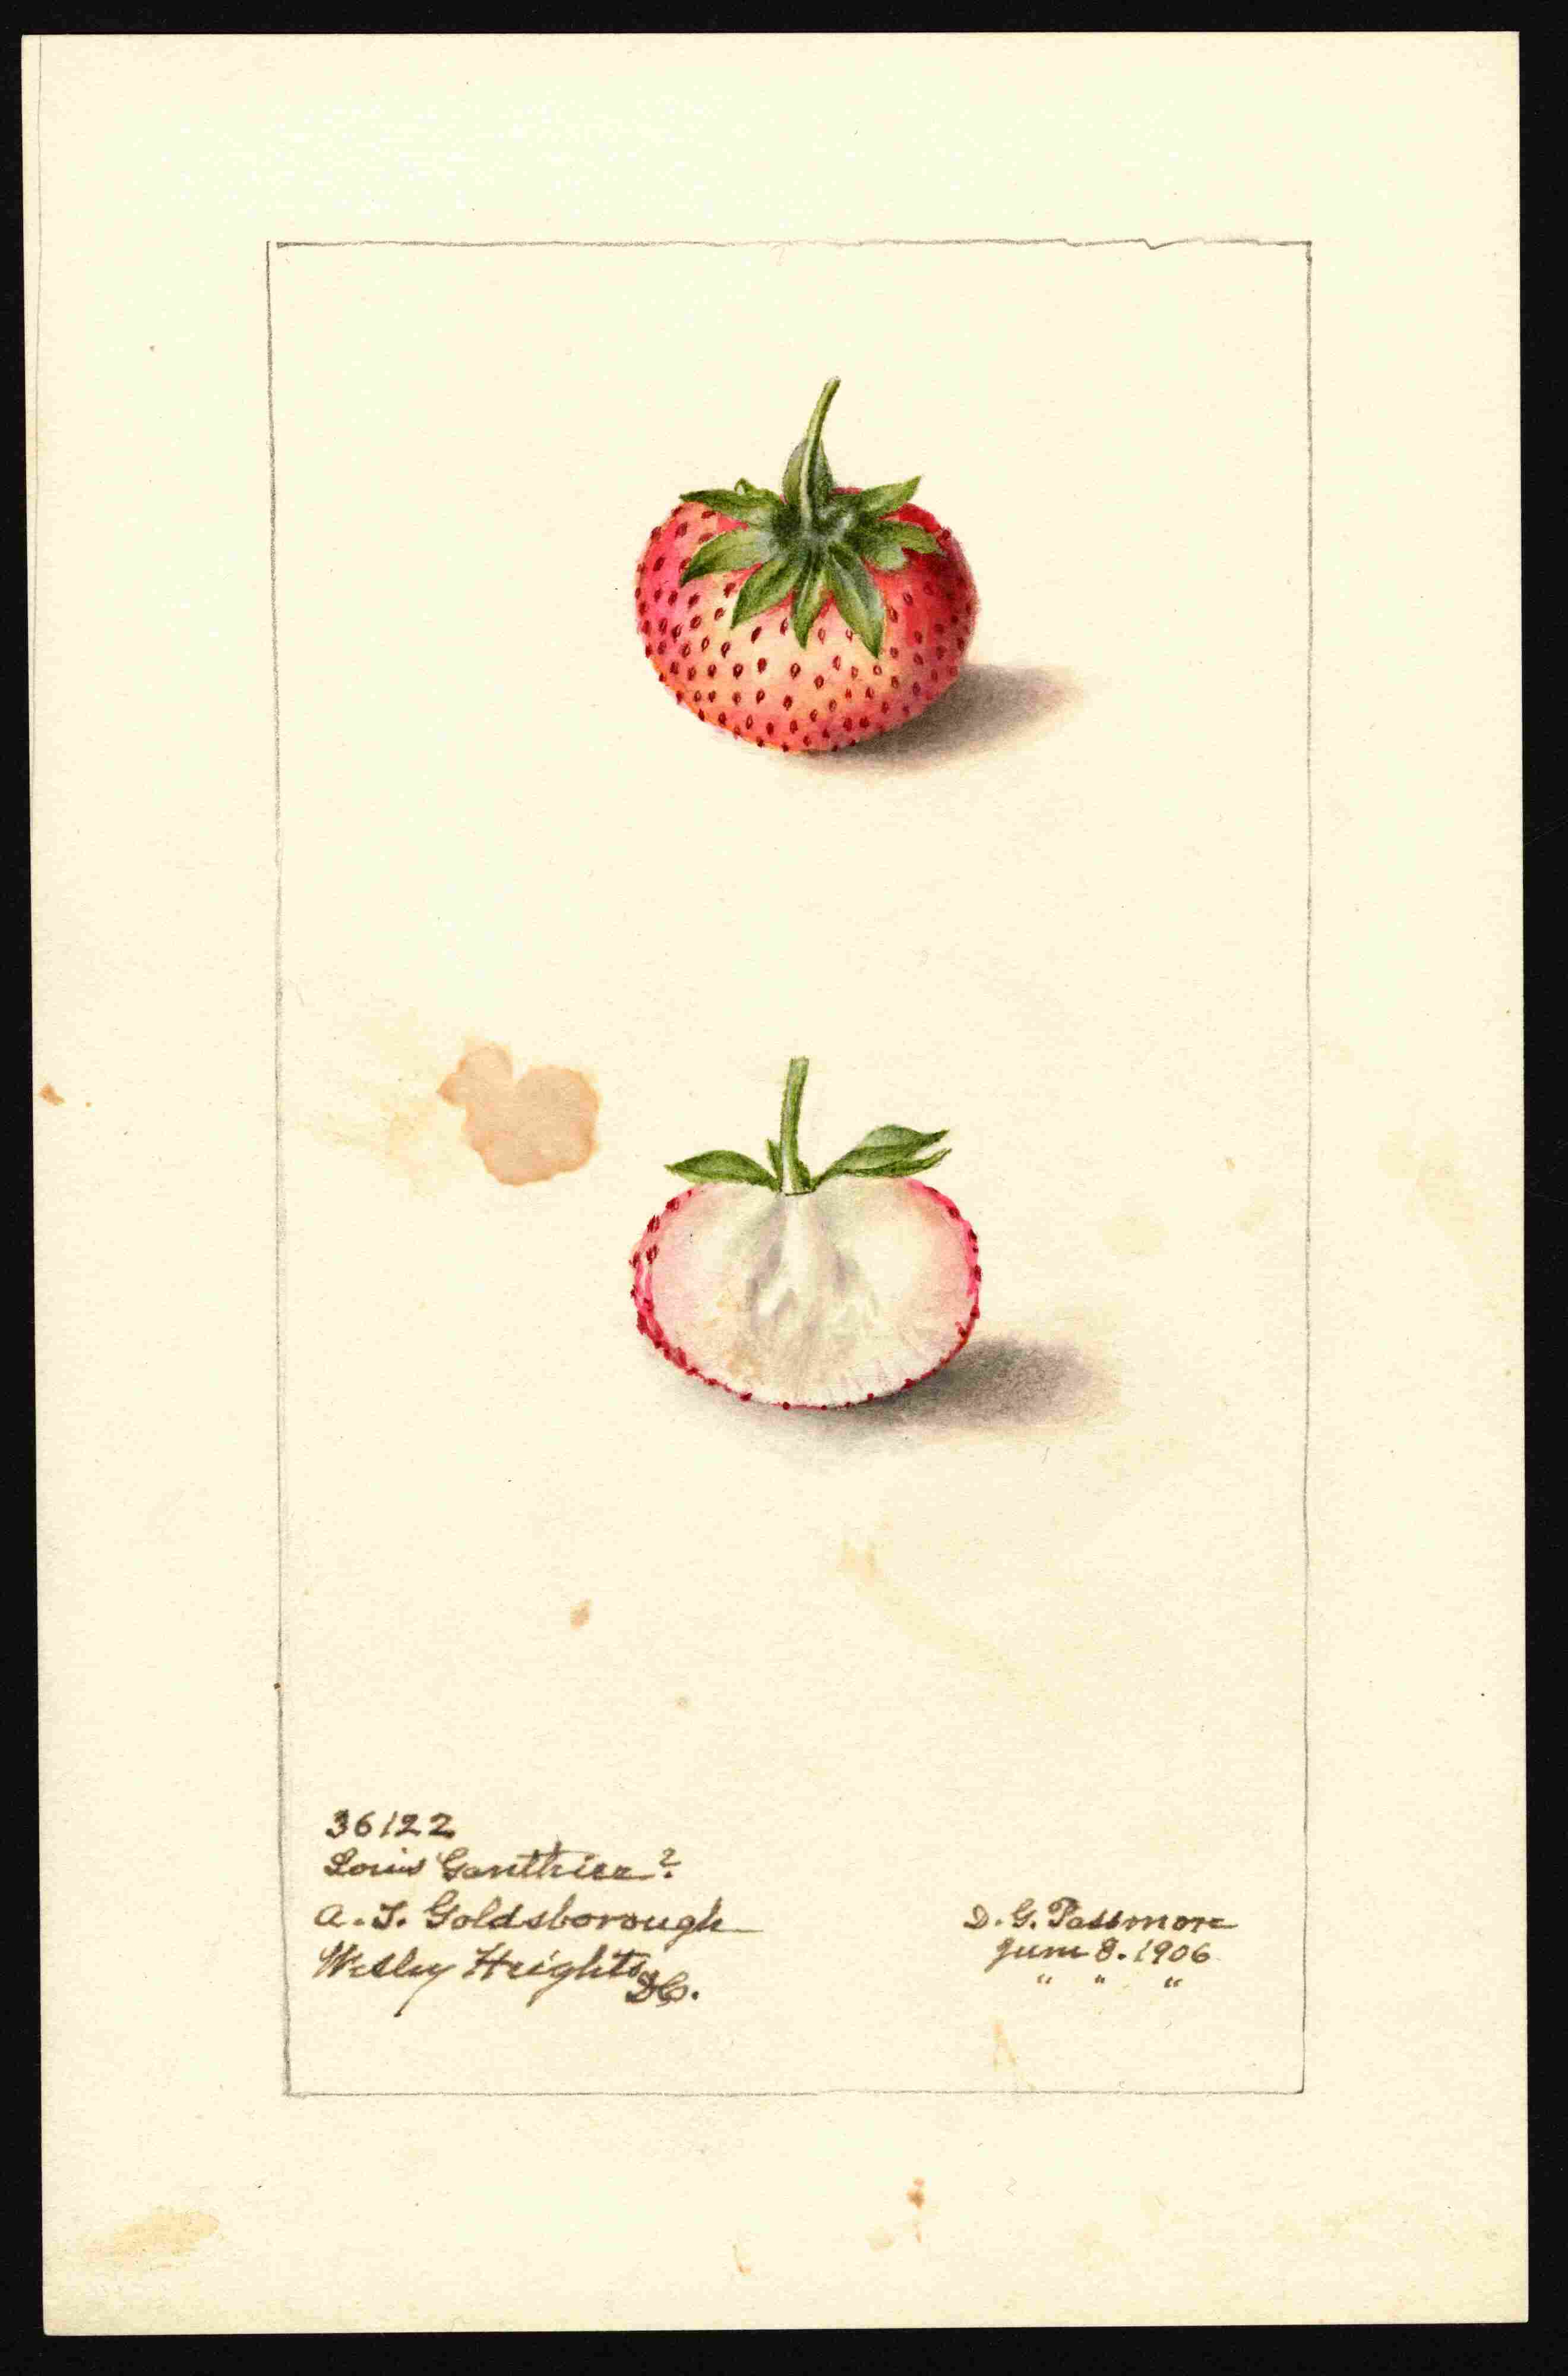 36122
Louis Gauthier?
A. T. Goldsborough
Wesley Heights
D.C.
D. G. Passmore
June 8. 1906
" " "